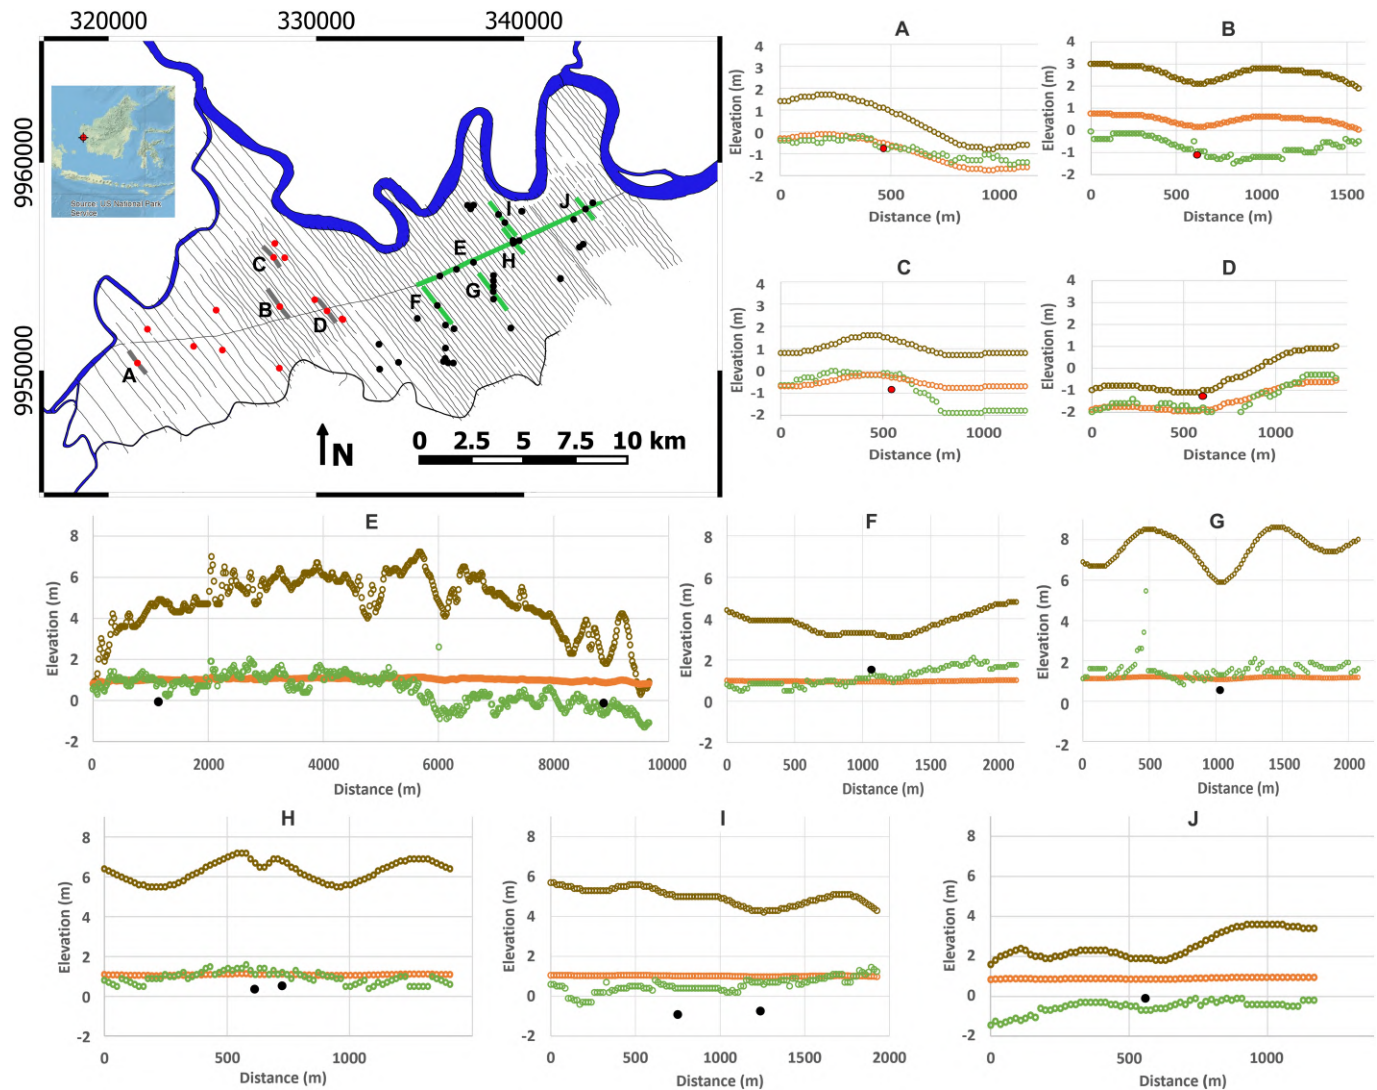 320000 330000 340000
9960000
9950000
Source: US National Park
Service
A
B
C
D
E
F
G
H
I
J
N
0 2.5 5 7.5 10 km
A
Elevation (m)
4
3
2
1
0
-1
-2
0 500 1000
Distance (m)
B
Elevation (m)
4
3
2
1
0
-1
-2
0 500 1000 1500
Distance (m)
C
Elevation (m)
4
3
2
1
0
-1
-2
0 500 1000
Distance (m)
D
Elevation (m)
4
3
2
1
0
-1
-2
0 500 1000
Distance (m)
E
Elevation (m)
8
6
4
2
0
-2
0 2000 4000 6000 8000 10000
Distance (m)
F
Elevation (m)
8
6
4
2
0
-2
0 500 1000 1500 2000
Distance (m)
G
Elevation (m)
8
6
4
2
0
-2
0 500 1000 1500 2000
Distance (m)
H
Elevation (m)
8
6
4
2
0
-2
0 500 1000
Distance (m)
I
Elevation (m)
8
6
4
2
0
-2
0 500 1000 1500 2000
Distance (m)
J
Elevation (m)
8
6
4
2
0
-2
0 500 1000
Distance (m)